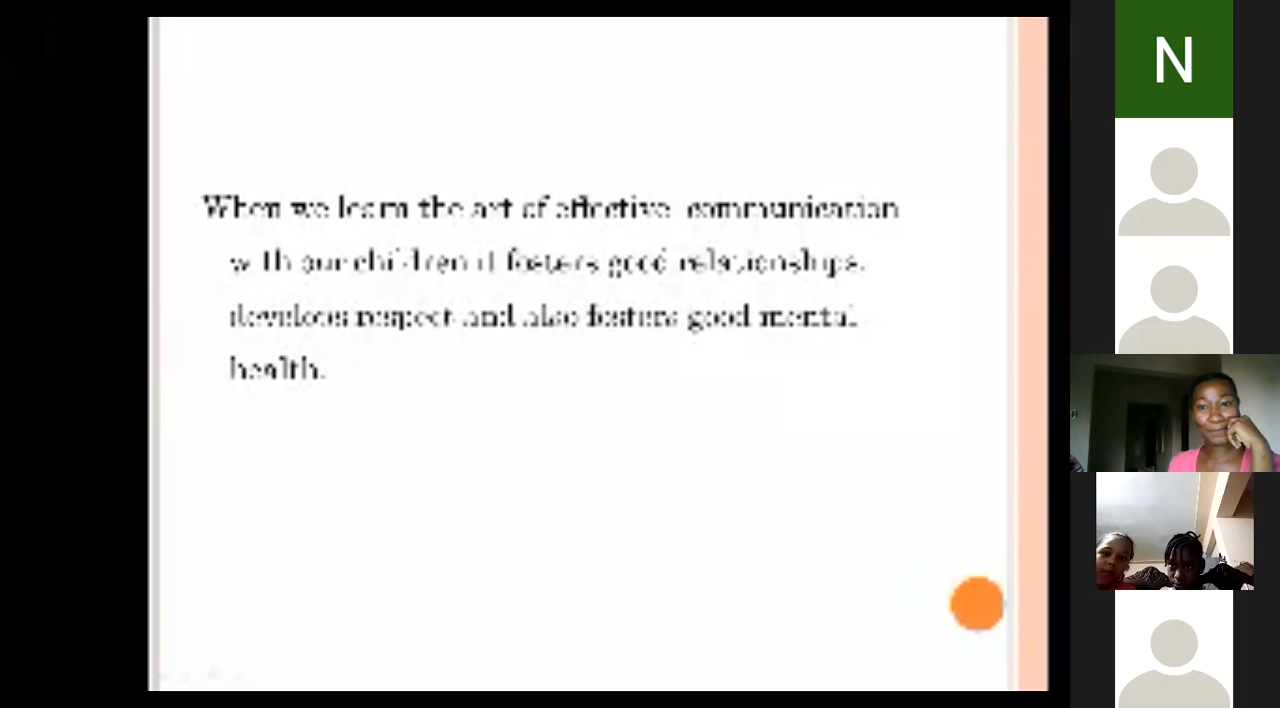 When we learn the art of effective communication
with our children it fosters good relationships,
develops respect and also fosters good mental
health.
N